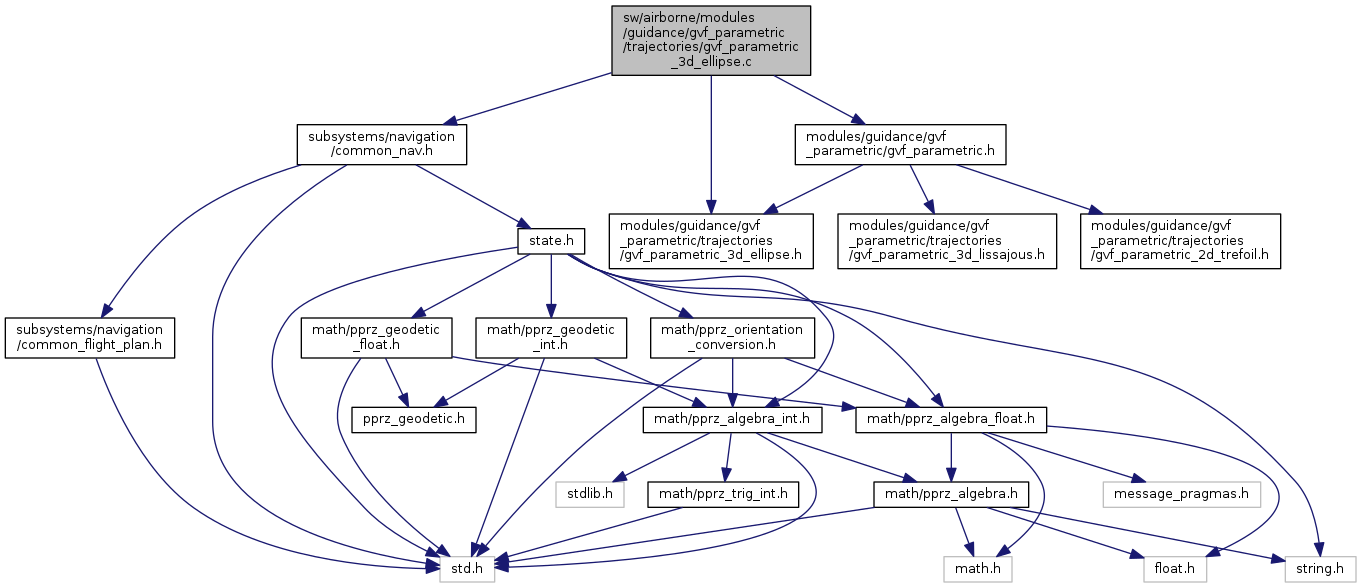 sw/airborne/modules
/guidance/gvf_parametric
/trajectories/gvf_parametric
_3d_ellipse.c
subsystems/navigation
/common_nav.h
modules/guidance/gvf
_parametric/gvf_parametric.h
state.h
modules/guidance/gvf
_parametric/trajectories
/gvf_parametric_3d_ellipse.h
modules/guidance/gvf
_parametric/trajectories
/gvf_parametric_3d_lissajous.h
modules/guidance/gvf
_parametric/trajectories
/gvf_parametric_2d_trefoil.h
subsystems/navigation
/common_flight_plan.h
math/pprz_geodetic
_float.h
math/pprz_geodetic
_int.h
math/pprz_orientation
_conversion.h
pprz_geodetic.h
math/pprz_algebra_int.h
math/pprz_algebra_float.h
stdlib.h
math/pprz_trig_int.h
math/pprz_algebra.h
message_pragmas.h
std.h
math.h
float.h
string.h